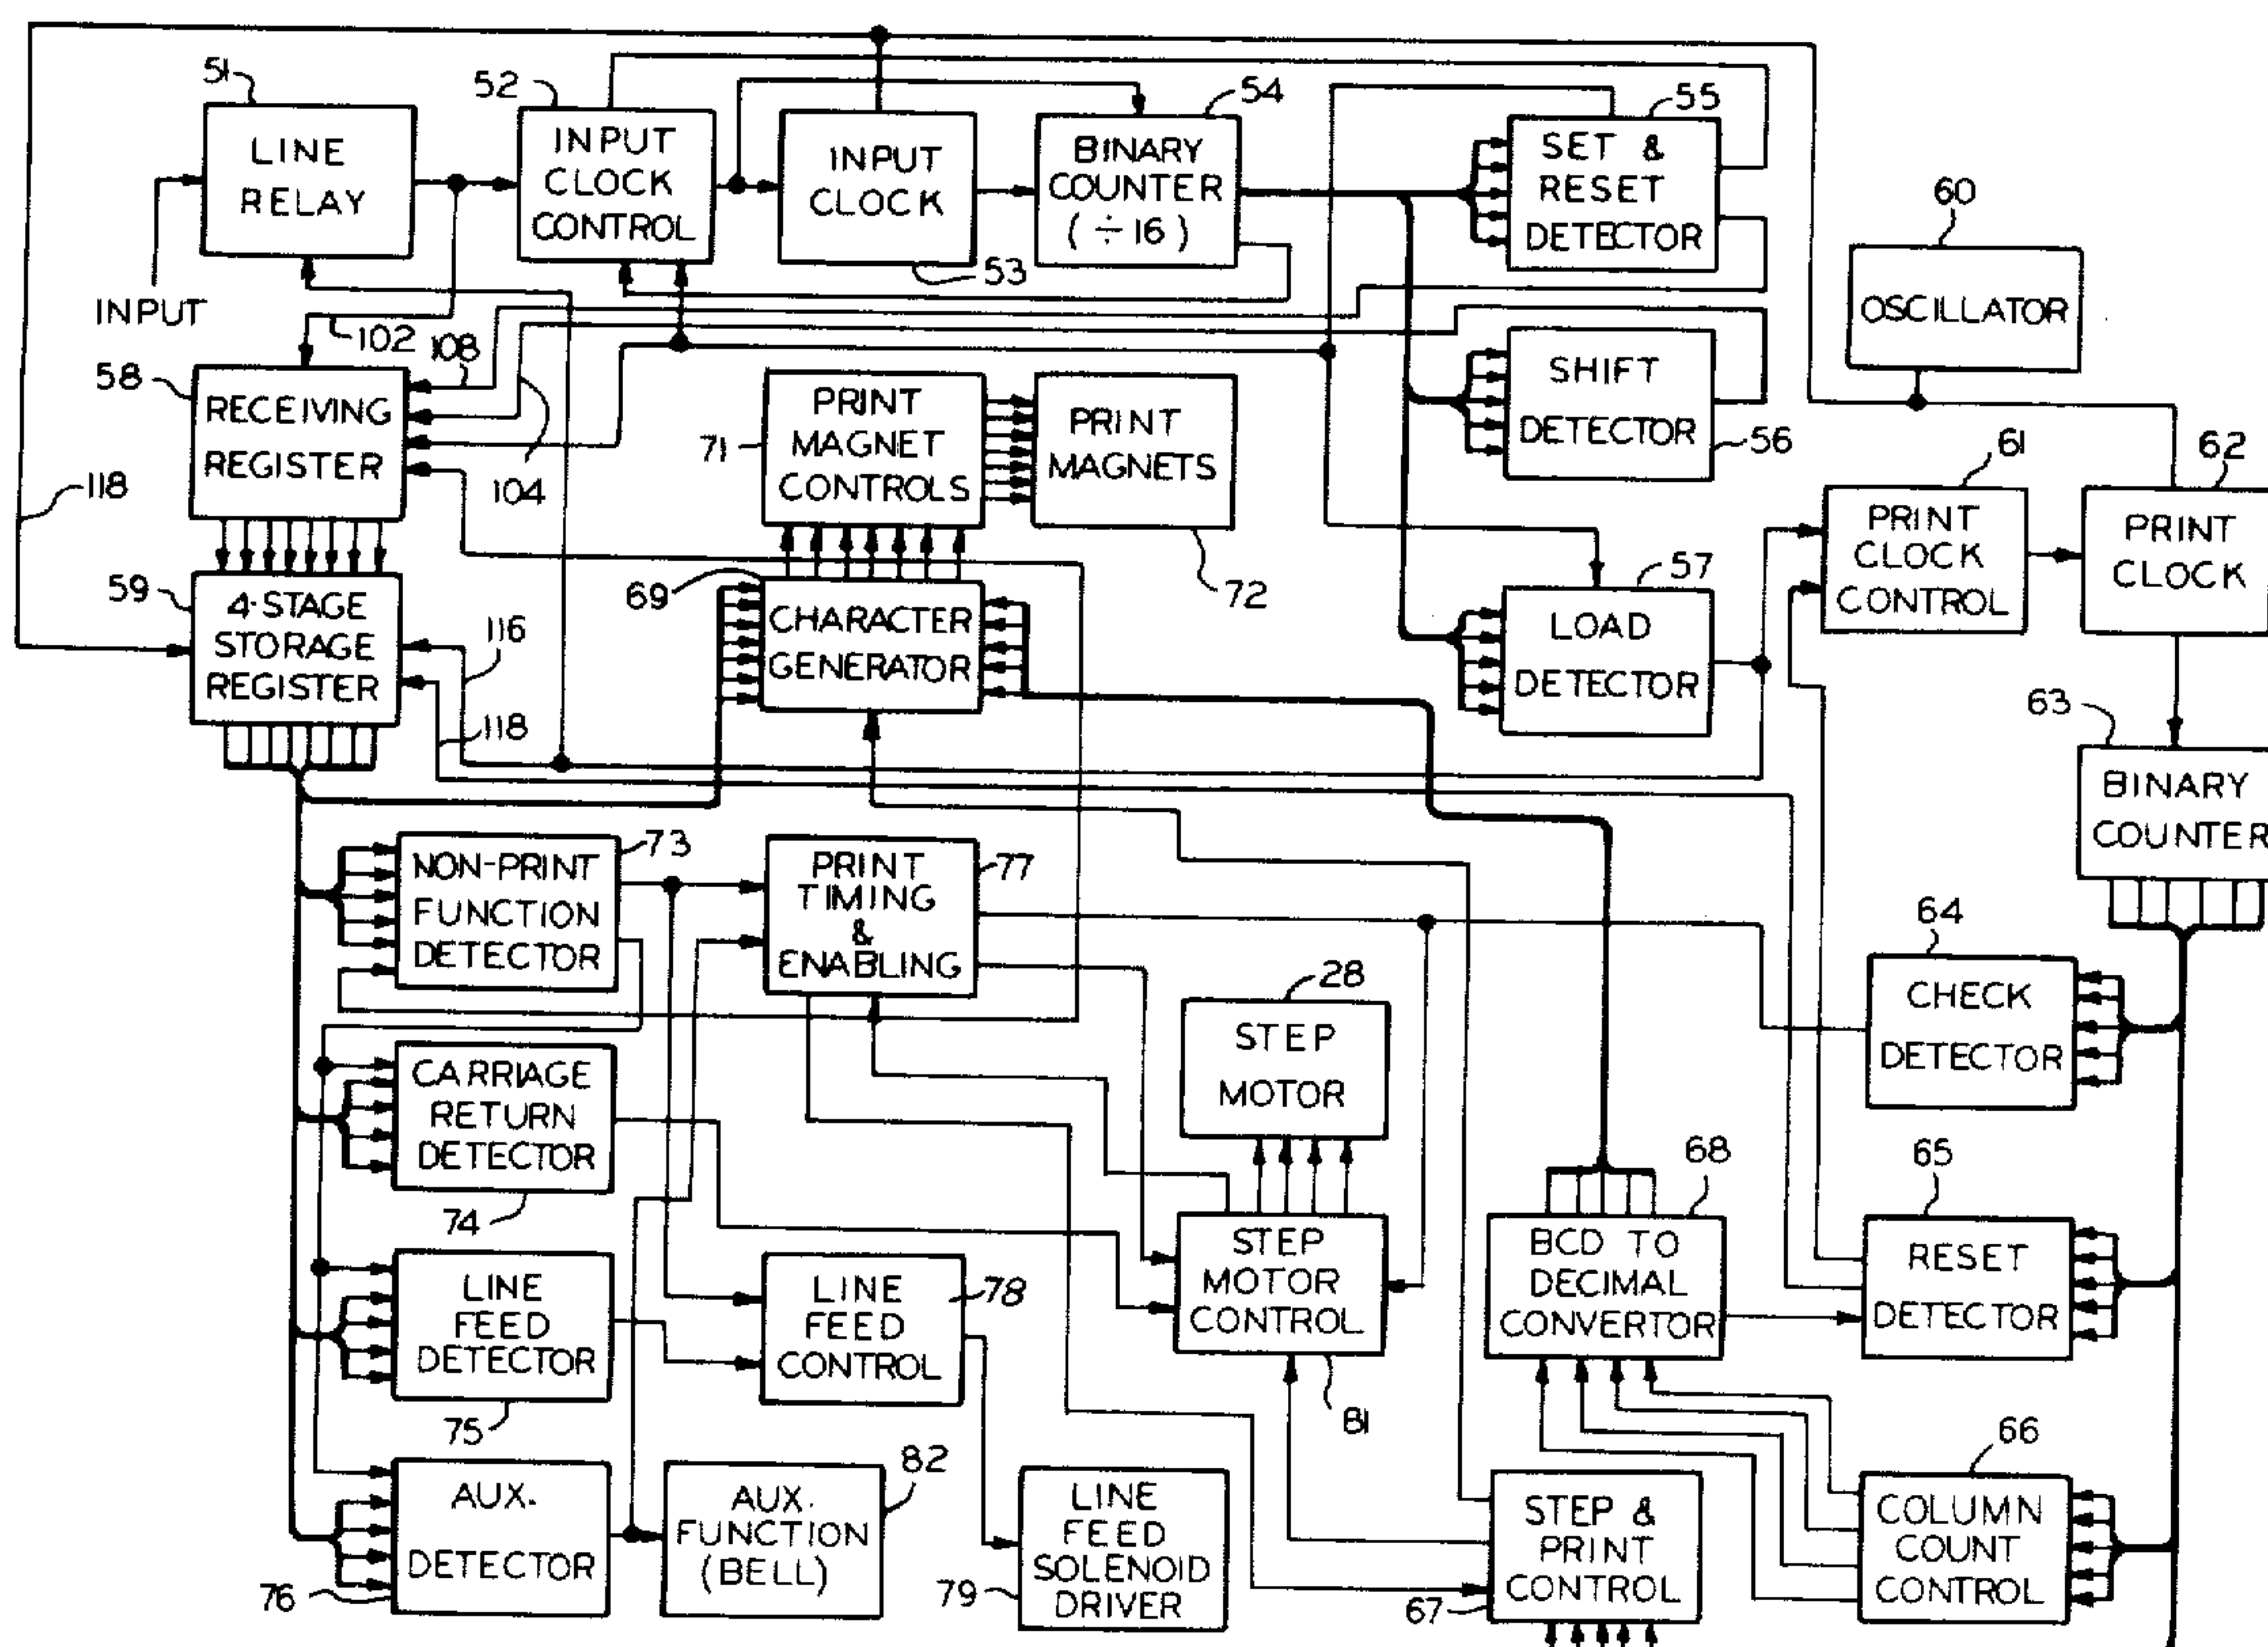 51
LINE
RELAY
INPUT
52
INPUT
CLOCK
CONTROL
INPUT
CLOCK
53
54
BINARY
COUNTER
(÷16)
55
SET &
RESET
DETECTOR
60
OSCILLATOR
102
108
104
58
RECEIVING
REGISTER
118
71
PRINT
MAGNET
CONTROLS
PRINT
MAGNETS
72
SHIFT
DETECTOR
56
61
PRINT
CLOCK
CONTROL
62
PRINT
CLOCK
59
4-STAGE
STORAGE
REGISTER
116
118
69
CHARACTER
GENERATOR
57
LOAD
DETECTOR
63
BINARY
COUNTER
73
NON-PRINT
FUNCTION
DETECTOR
77
PRINT
TIMING
&
ENABLING
28
STEP
MOTOR
64
CHECK
DETECTOR
CARRIAGE
RETURN
DETECTOR
74
LINE
FEED
DETECTOR
75
78
LINE
FEED
CONTROL
STEP
MOTOR
CONTROL
81
68
BCD TO
DECIMAL
CONVERTOR
65
RESET
DETECTOR
AUX.
DETECTOR
76
82
AUX.
FUNCTION
(BELL)
LINE
FEED
SOLENOID
DRIVER
79
STEP &
PRINT
CONTROL
67
66
COLUMN
COUNT
CONTROL